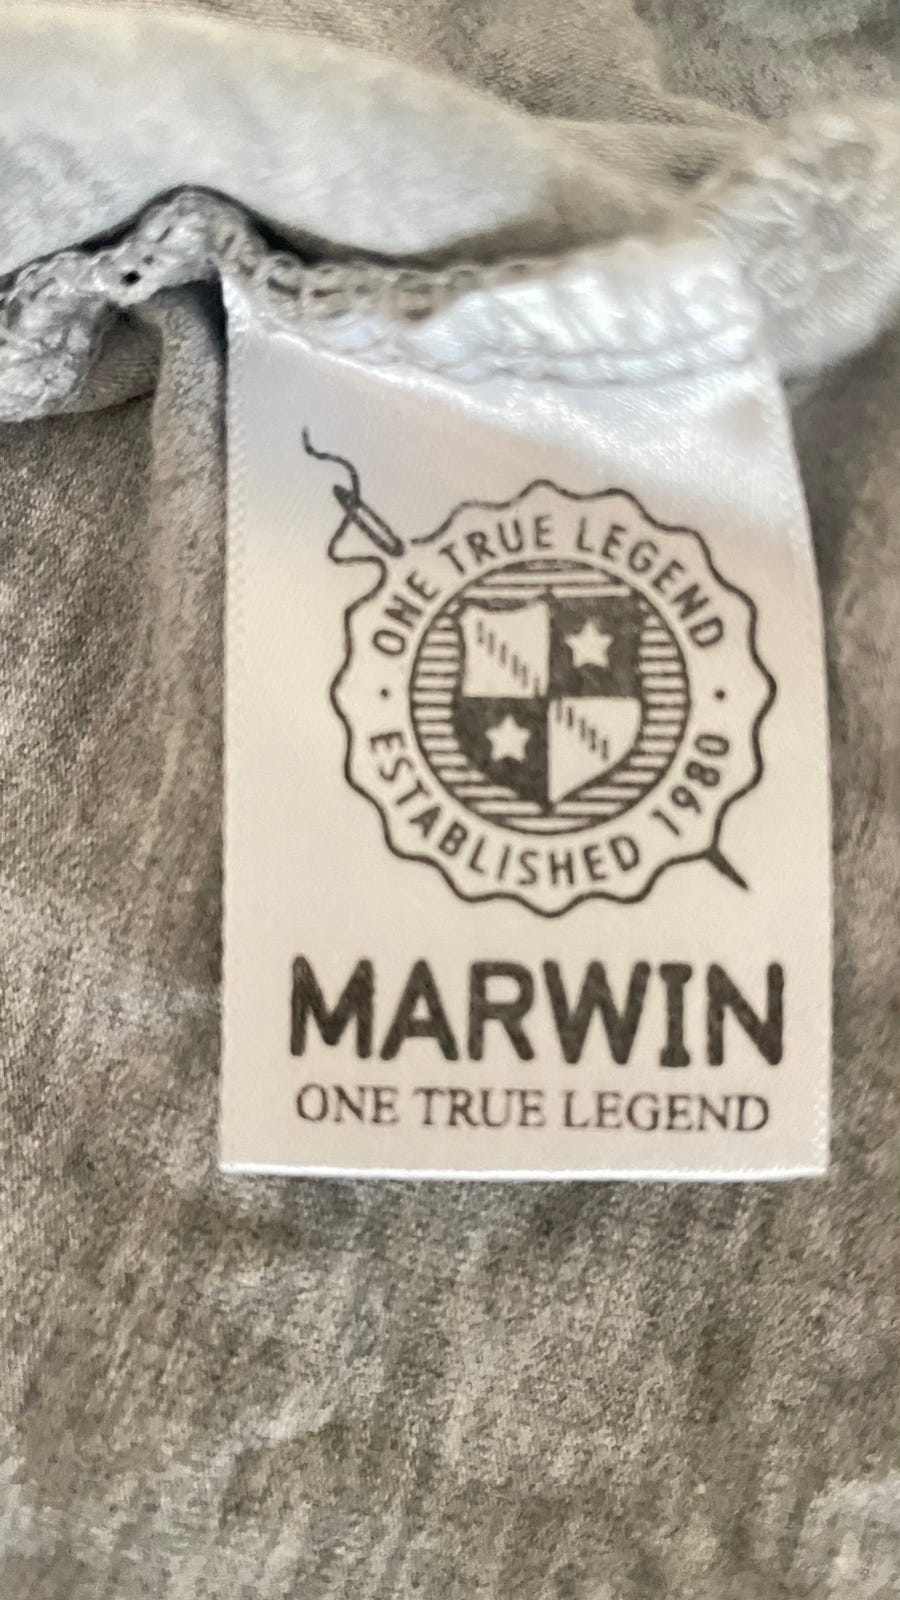 ONE TRUE LEGEND
· ESTABLISHED 1980 ·
MARWIN
ONE TRUE LEGEND